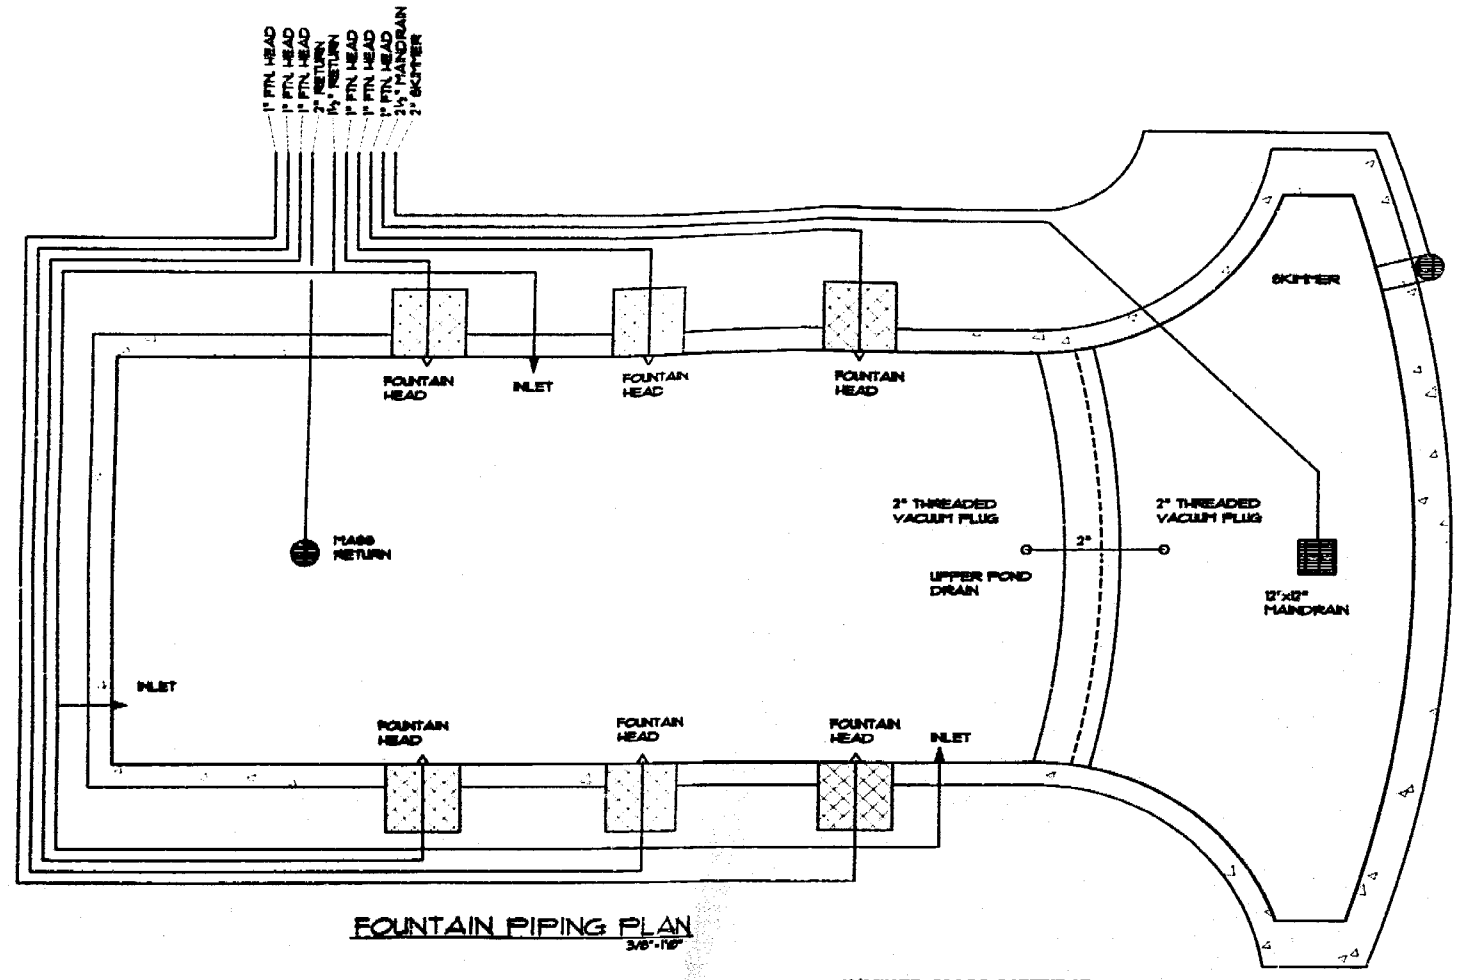 1" FTN. HEAD
1" FTN. HEAD
1" FTN. HEAD
2" RETURN
1½" RETURN
1" FTN. HEAD
1" FTN. HEAD
1" FTN. HEAD
2½" MAINDRAIN
2" SKIMMER
SKIMMER
FOUNTAIN
HEAD
INLET
FOUNTAIN
HEAD
FOUNTAIN
HEAD
2" THREADED
VACUUM PLUG
2" THREADED
VACUUM PLUG
2"
MASS
RETURN
UPPER POND
DRAIN
12"x12"
MAINDRAIN
INLET
FOUNTAIN
HEAD
FOUNTAIN
HEAD
FOUNTAIN
HEAD
INLET
FOUNTAIN PIPING PLAN